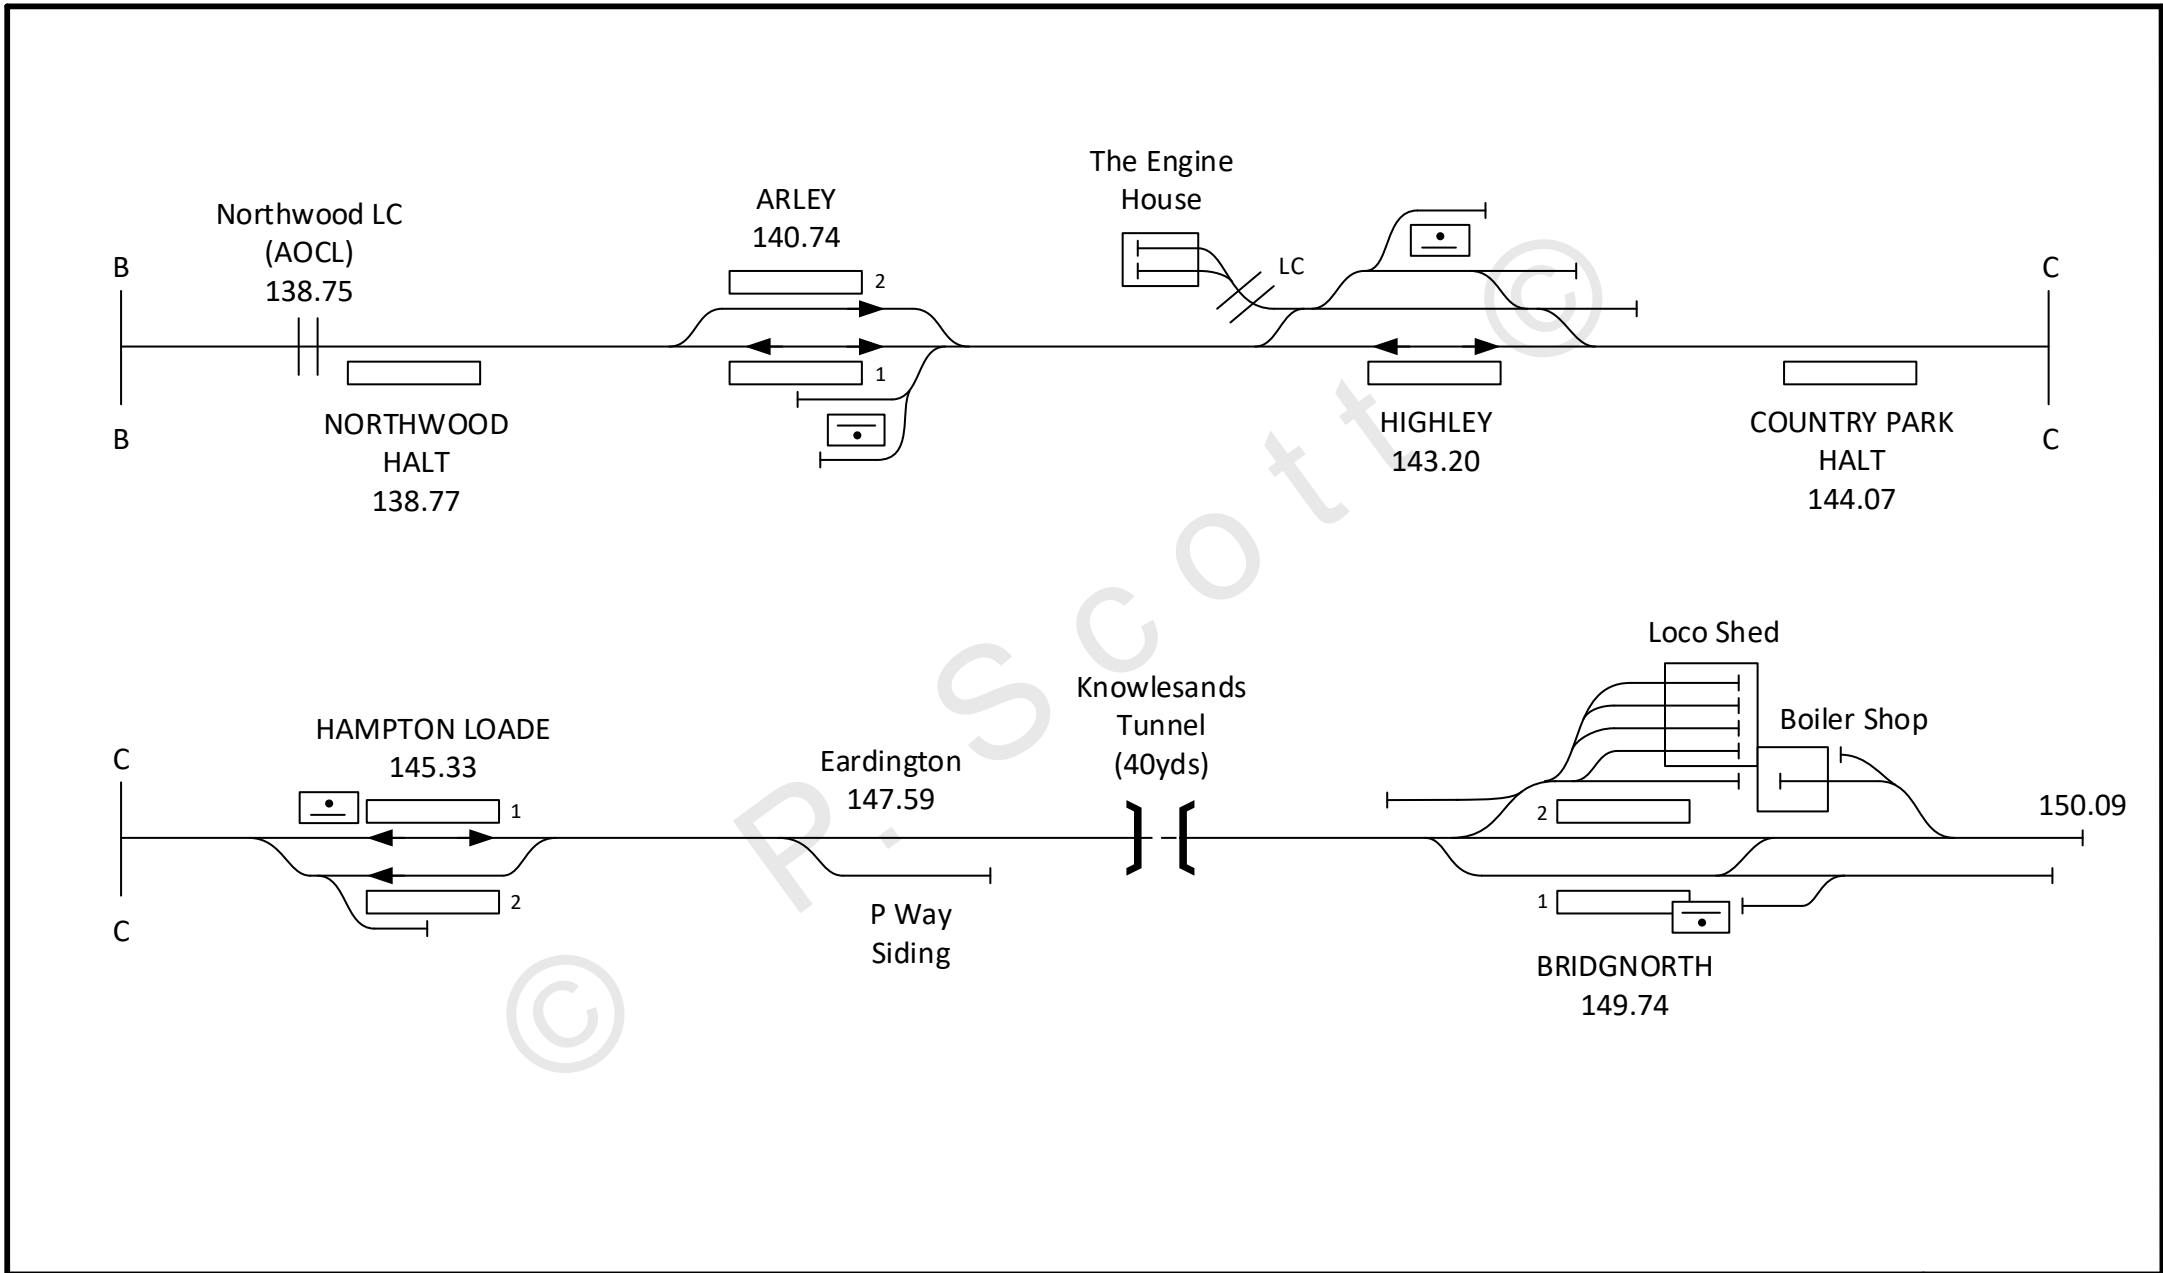 The Engine
House
ARLEY
140.74
Northwood LC
(AOCL)
138.75
B
2
LC
C
1
B
NORTHWOOD
HALT
138.77
HIGHLEY
143.20
COUNTRY PARK
HALT
144.07
C
Loco Shed
Knowlesands
Tunnel
(40yds)
HAMPTON LOADE
145.33
Boiler Shop
C
Eardington
147.59
1
2
150.09
2
1
C
P Way
Siding
BRIDGNORTH
149.74
© P. Scott ©